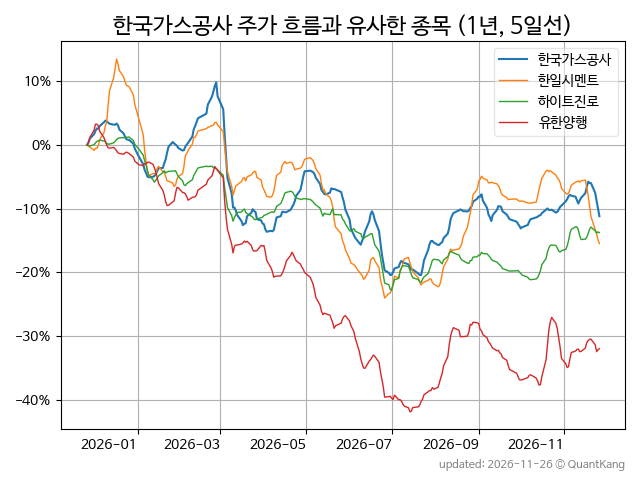 한국가스공사 주가 흐름과 유사한 종목 (1년, 5일선)
한국가스공사
한일시멘트
하이트진로
유한양행
10%
0%
−10%
−20%
−30%
−40%
2026-01
2026-03
2026-05
2026-07
2026-09
2026-11
updated: 2026-11-26 © QuantKang